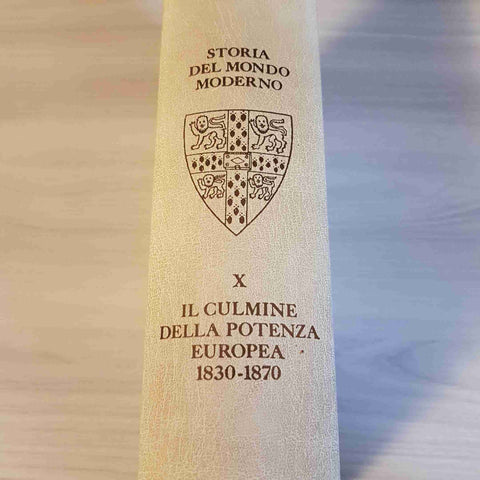 STORIA
DEL MONDO
MODERNO
X
IL CULMINE
DELLA POTENZA
EUROPEA
1830-1870